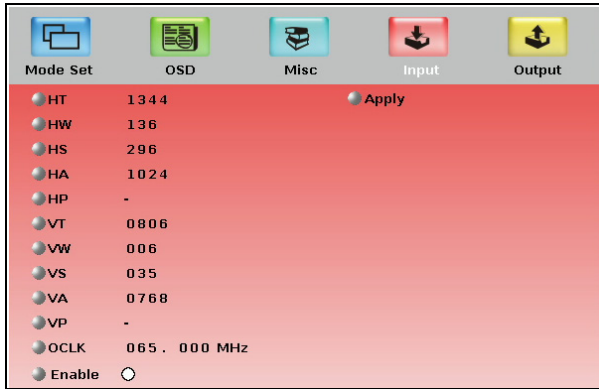 Mode Set OSD Misc Input Output
HT 1344 Apply
HW 136
HS 296
HA 1024
HP -
VT 0806
VW 006
VS 035
VA 0768
VP -
OCLK 065. 000 MHz
Enable